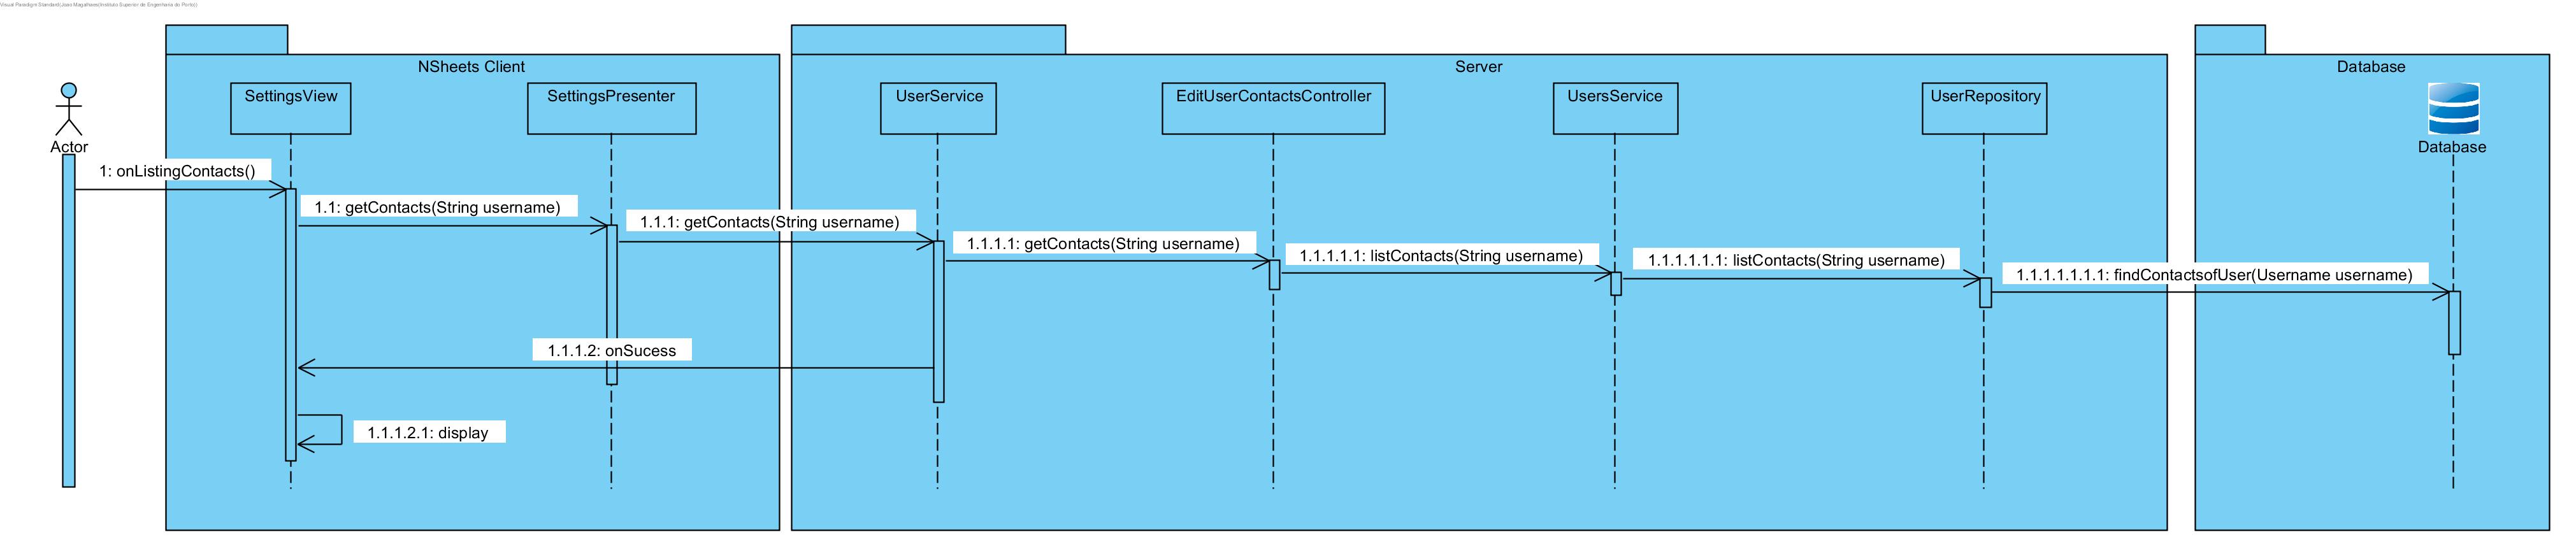 Visual Paradigm Standard(Joao Magalhaes(Instituto Superior de Engenharia do Porto))
NSheets Client
Server
Database
SettingsView
SettingsPresenter
UserService
EditUserContactsController
UsersService
UserRepository
Actor
Database
1: onListingContacts()
1.1: getContacts(String username)
1.1.1: getContacts(String username)
1.1.1.1: getContacts(String username)
1.1.1.1.1: listContacts(String username)
1.1.1.1.1.1: listContacts(String username)
1.1.1.1.1.1.1: findContactsofUser(Username username)
1.1.1.2: onSucess
1.1.1.2.1: display